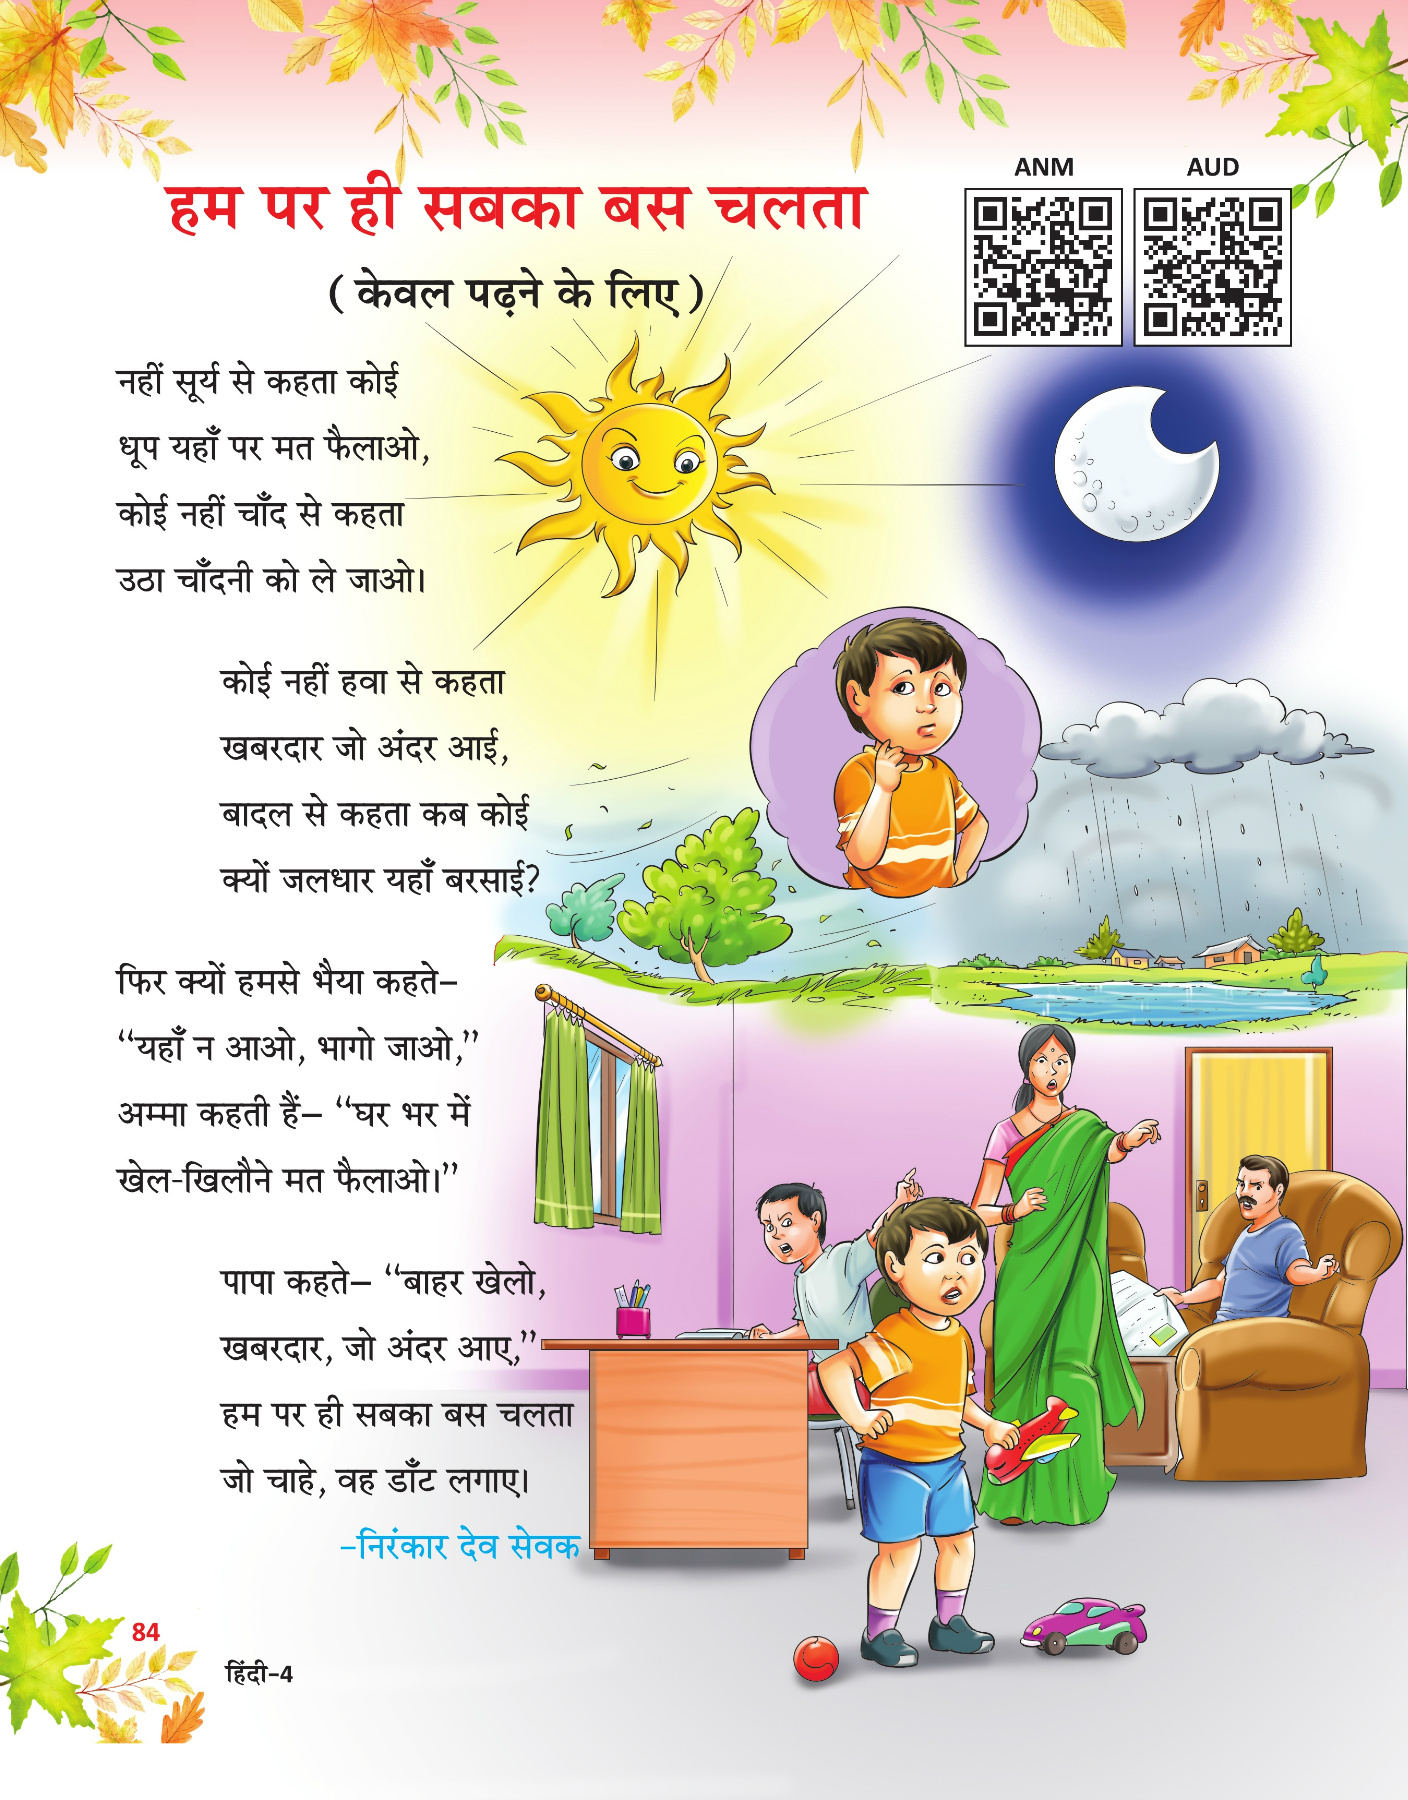 ANM AUD
हम पर ही सबका बस चलता
( केवल पढ़ने के लिए )
नहीं सूर्य से कहता कोई
धूप यहाँ पर मत फैलाओ,
कोई नहीं चाँद से कहता
उठा चाँदनी को ले जाओ।
कोई नहीं हवा से कहता
खबरदार जो अंदर आई,
बादल से कहता कब कोई
क्यों जलधार यहाँ बरसाई?
फिर क्यों हमसे भैया कहते–
“यहाँ न आओ, भागो जाओ,”
अम्मा कहती हैं– “घर भर में
खेल-खिलौने मत फैलाओ।”
पापा कहते– “बाहर खेलो,
खबरदार, जो अंदर आए,”
हम पर ही सबका बस चलता
जो चाहे, वह डाँट लगाए।
–निरंकार देव सेवक
84
हिंदी–4